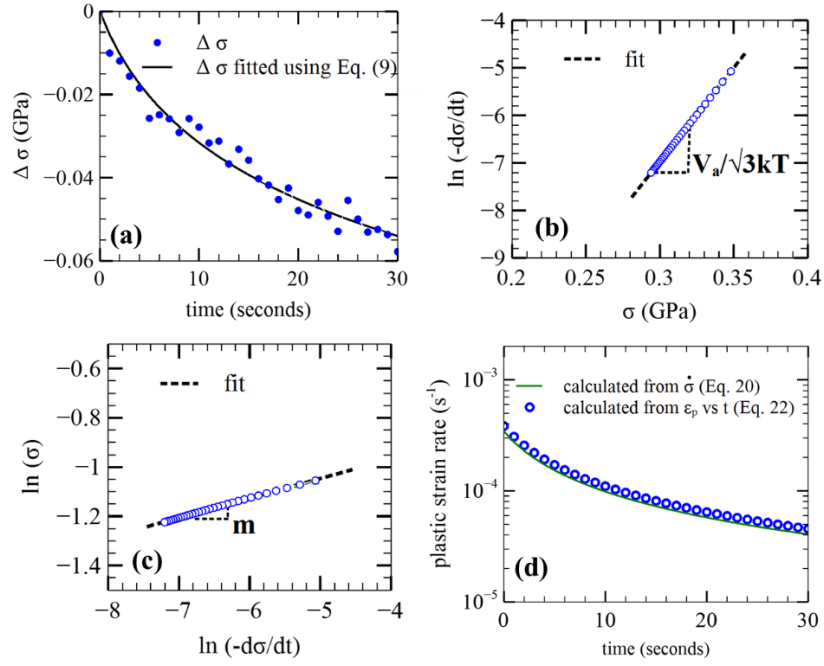 0
−0.02
−0.04
−0.06
Δ σ (GPa)
Δ σ
Δ σ fitted using Eq. (9)
(a)
0 10 20 30
time (seconds)
−4
−5
−6
−7
−8
−9
ln (-dσ/dt)
fit
V_a/√3kT
(b)
0.2 0.25 0.3 0.35 0.4
σ (GPa)
−0.6
−0.8
−1
−1.2
−1.4
ln (σ)
fit
m
(c)
−8 −7 −6 −5 −4
ln (-dσ/dt)
10⁻³
10⁻⁴
10⁻⁵
plastic strain rate (s⁻¹)
calculated from σ̇ (Eq. 20)
calculated from ε_p vs t (Eq. 22)
(d)
0 10 20 30
time (seconds)